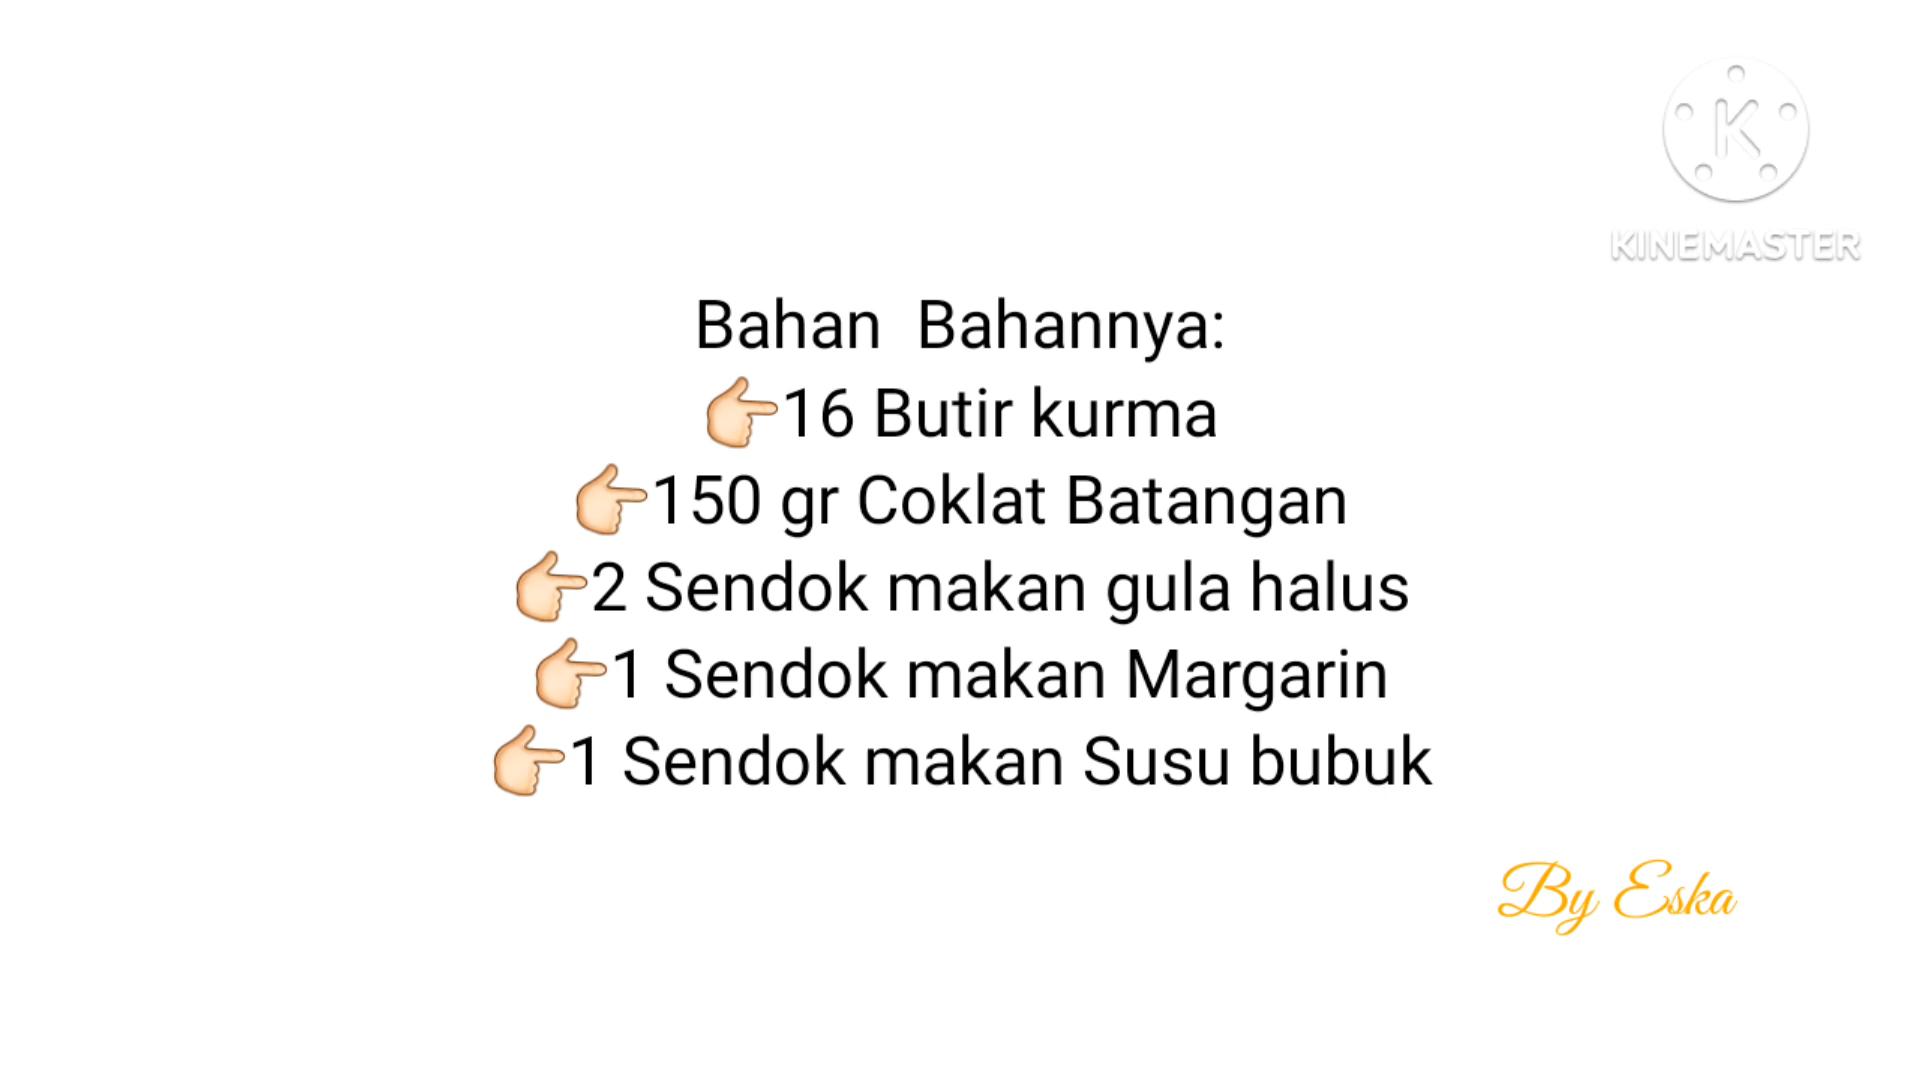 KINEMASTER
Bahan  Bahannya:
👉🏻16 Butir kurma
👉🏻150 gr Coklat Batangan
👉🏻2 Sendok makan gula halus
👉🏻1 Sendok makan Margarin
👉🏻1 Sendok makan Susu bubuk
By Eska